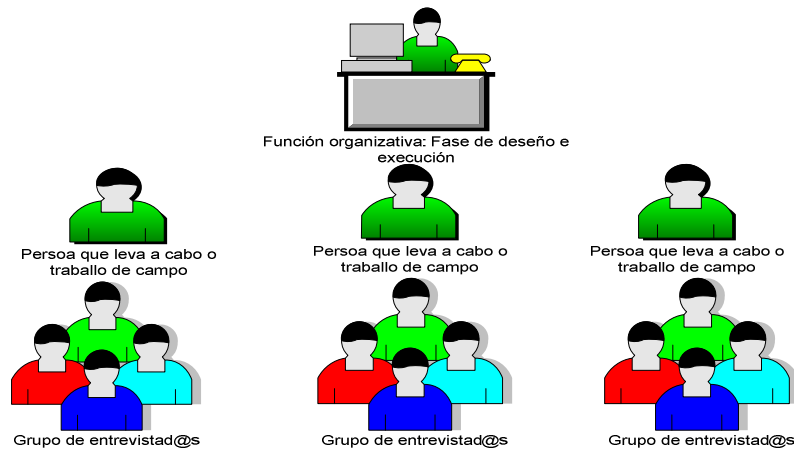 Función organizativa: Fase de deseño e
execución
Persoa que leva a cabo o
traballo de campo
Persoa que leva a cabo o
traballo de campo
Persoa que leva a cabo o
traballo de campo
Grupo de entrevistad@s
Grupo de entrevistad@s
Grupo de entrevistad@s